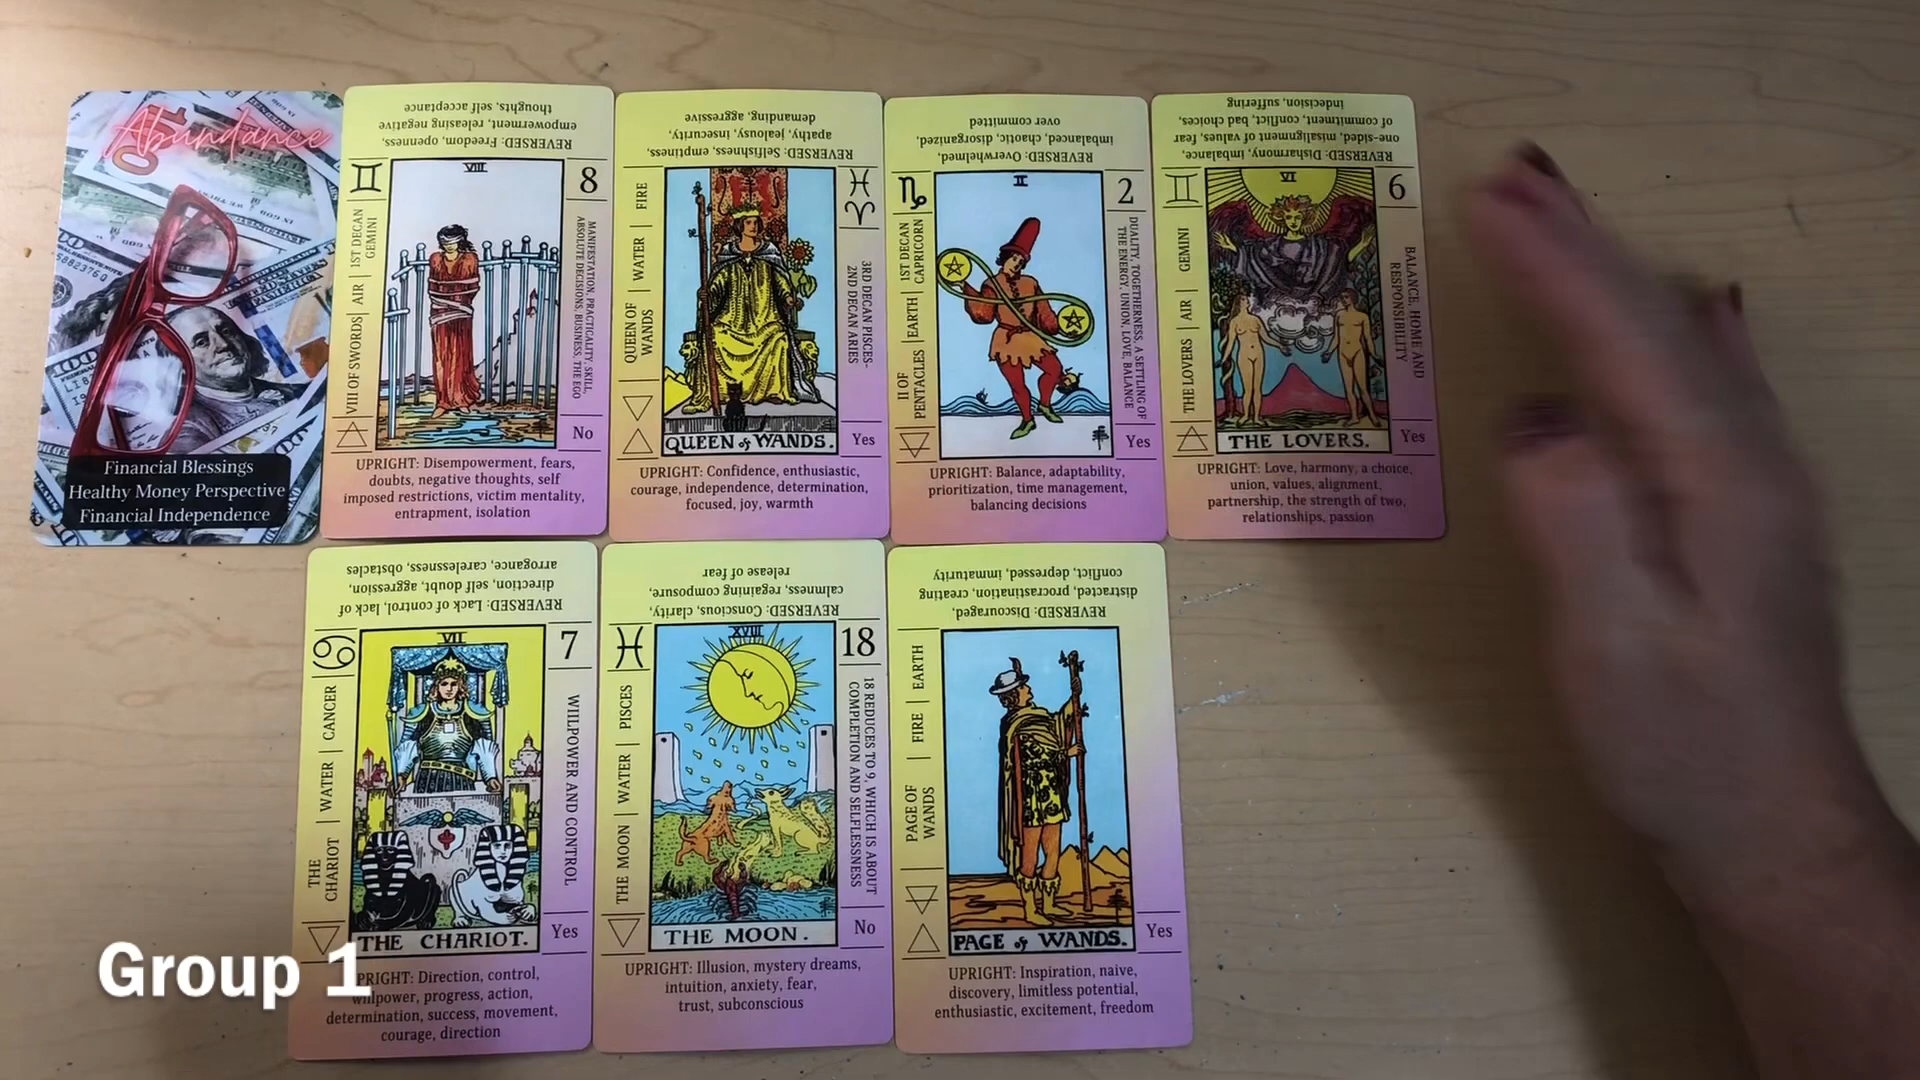 Abundance
Financial Blessings
Healthy Money Perspective
Financial Independence
REVERSED: Freedom, openness,
empowerment, releasing negative
thoughts, self acceptance
VIII
8
VIII OF SWORDS | AIR | 1ST DECAN
GEMINI
MANIFESTATION, PRACTICALITY, SKILL,
ABSOLUTE DECISIONS, BUSINESS, THE EGO
No
UPRIGHT: Disempowerment, fears,
doubts, negative thoughts, self
imposed restrictions, victim mentality,
entrapment, isolation
REVERSED: Selfishness, emptiness,
apathy, jealousy, insecurity,
demanding, aggressive
QUEEN OF
WANDS | WATER | FIRE
3RD DECAN PISCES-
2ND DECAN ARIES
QUEEN of WANDS.
Yes
UPRIGHT: Confidence, enthusiastic,
courage, independence, determination,
focused, joy, warmth
REVERSED: Overwhelmed,
imbalanced, chaotic, disorganized,
over committed
II
2
II OF
PENTACLES | EARTH | 1ST DECAN
CAPRICORN
DUALITY, TOGETHERNESS, A SETTLING OF
THE ENERGY, UNION, LOVE, BALANCE
Yes
UPRIGHT: Balance, adaptability,
prioritization, time management,
balancing decisions
REVERSED: Disharmony, imbalance,
one-sided, misalignment of values, fear
of commitment, conflict, bad choices,
indecision, suffering
VI
6
THE LOVERS | AIR | GEMINI
BALANCE, HOME AND
RESPONSIBILITY
THE LOVERS.
Yes
UPRIGHT: Love, harmony, a choice,
union, values, alignment,
partnership, the strength of two,
relationships, passion
REVERSED: Lack of control, lack of
direction, self doubt, aggression,
arrogance, carelessness, obstacles
VII
7
THE
CHARIOT | WATER | CANCER
WILLPOWER AND CONTROL
THE CHARIOT.
Yes
UPRIGHT: Direction, control,
willpower, progress, action,
determination, success, movement,
courage, direction
REVERSED: Conscious, clarity,
calmness, regaining composure,
release of fear
XVIII
18
THE MOON | WATER | PISCES
18 REDUCES TO 9, WHICH IS ABOUT
COMPLETION AND SELFLESSNESS
THE MOON.
No
UPRIGHT: Illusion, mystery dreams,
intuition, anxiety, fear,
trust, subconscious
REVERSED: Discouraged,
distracted, procrastination, creating
conflict, depressed, immaturity
PAGE OF
WANDS | FIRE | EARTH
PAGE of WANDS.
Yes
UPRIGHT: Inspiration, naive,
discovery, limitless potential,
enthusiastic, excitement, freedom
Group 1